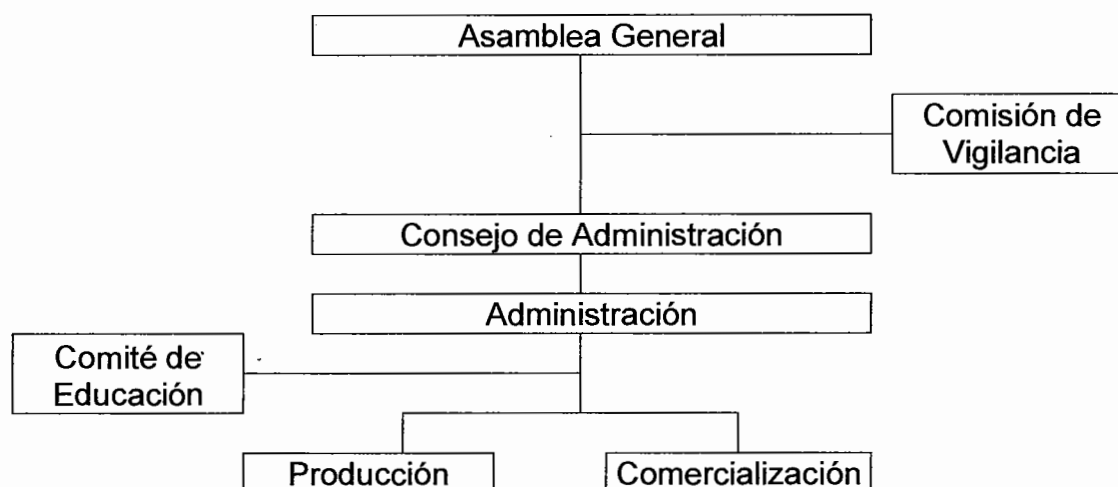 Asamblea General
Comisión de
Vigilancia
Consejo de Administración
Administración
Comité de
Educación
Producción
Comercialización